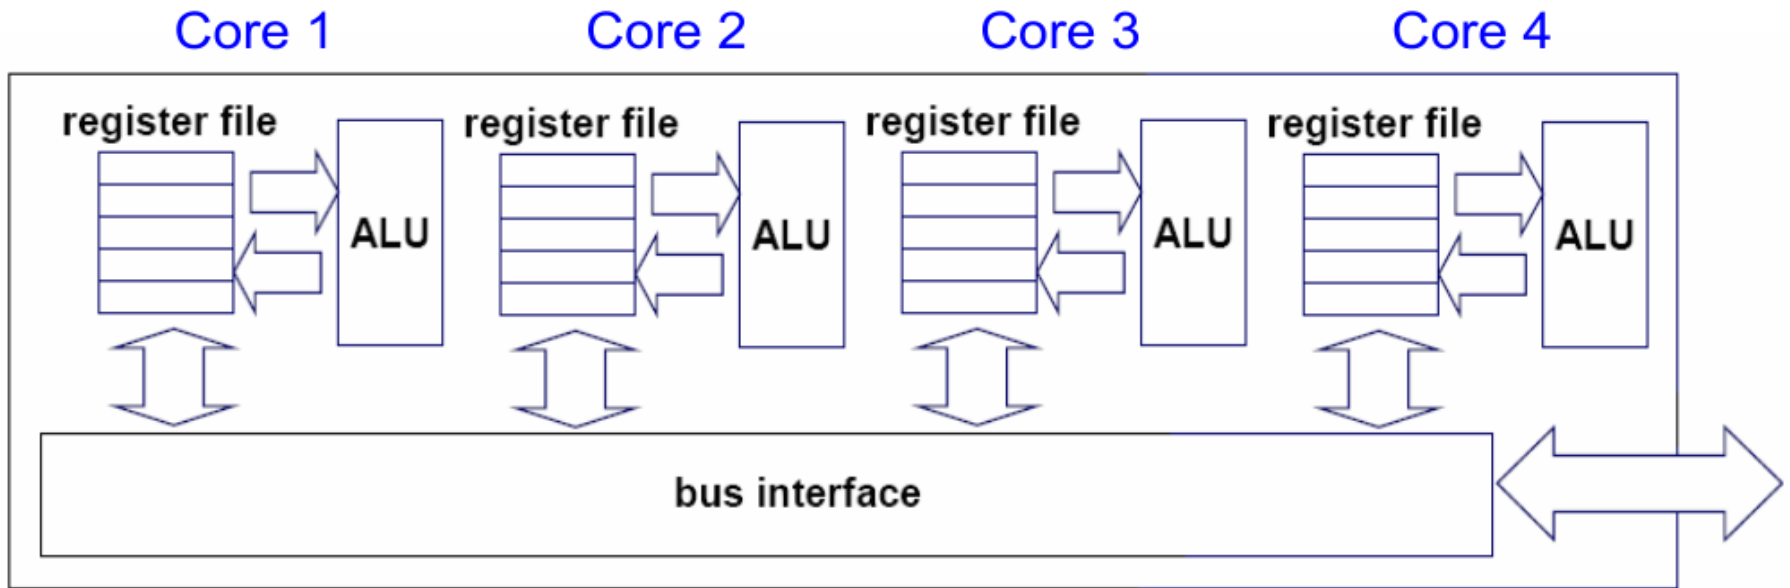 Core 1 Core 2 Core 3 Core 4
register file register file register file register file
ALU ALU ALU ALU
bus interface